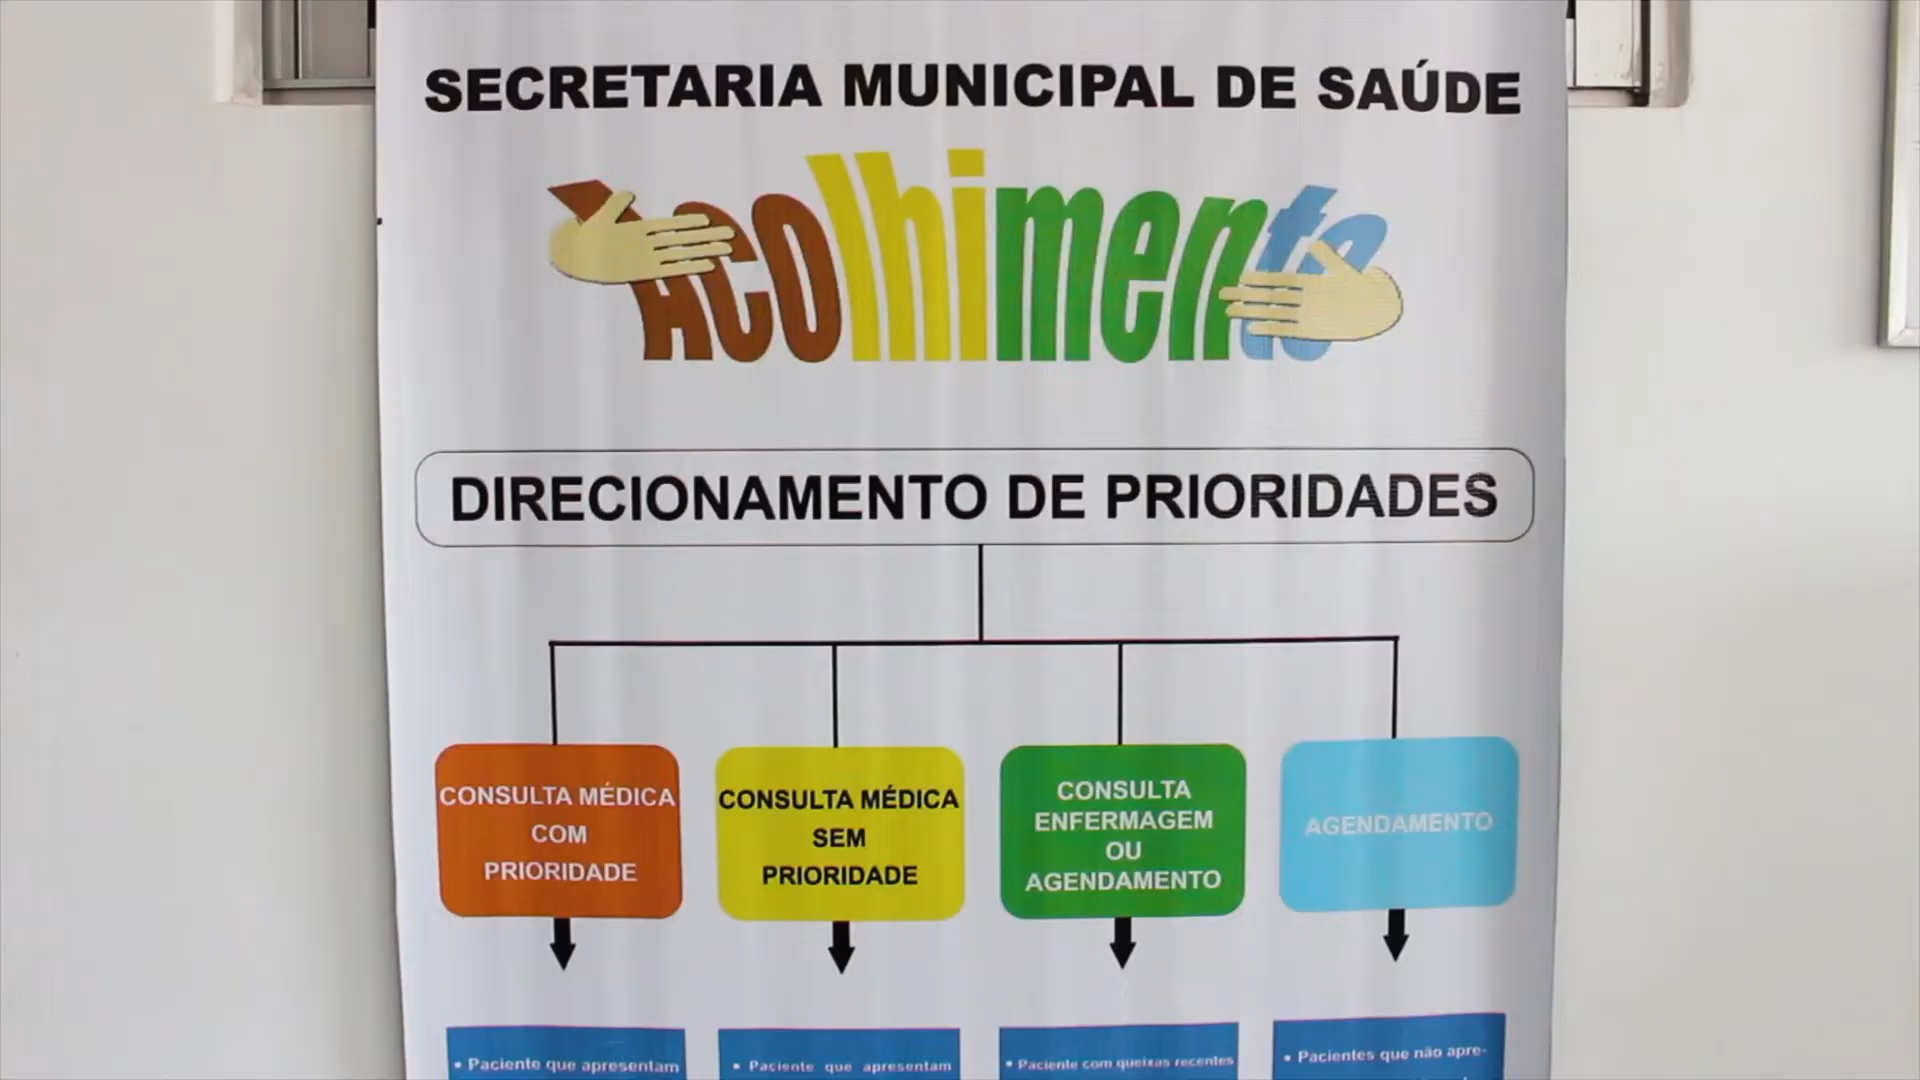 SECRETARIA MUNICIPAL DE SAÚDE
Acolhimento
DIRECIONAMENTO DE PRIORIDADES
CONSULTA MÉDICA
COM
PRIORIDADE
CONSULTA MÉDICA
SEM
PRIORIDADE
CONSULTA
ENFERMAGEM
OU
AGENDAMENTO
AGENDAMENTO
• Paciente que apresentam
• Paciente que apresentam
• Paciente com queixas recentes
• Pacientes que não apre-